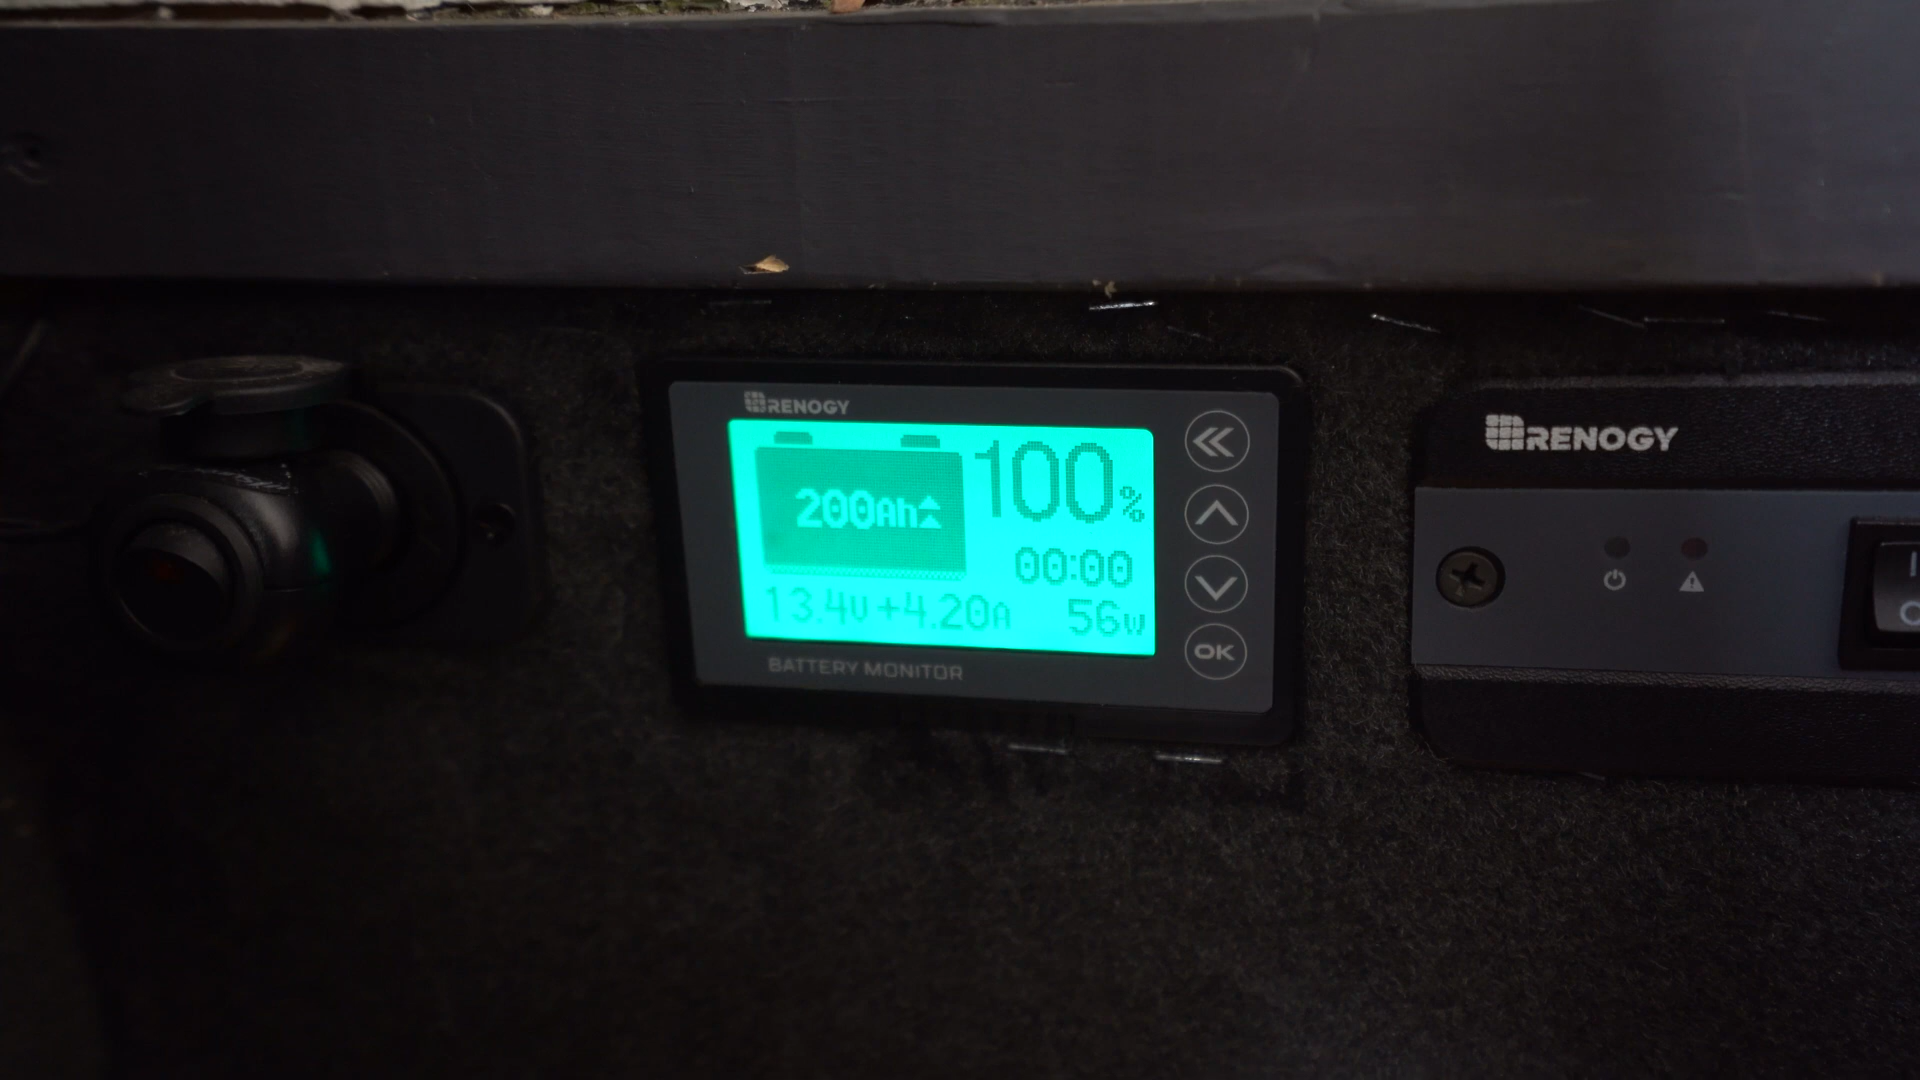 RENOGY
100%
200Ah
00:00
13.4V +4.20A 56W
BATTERY MONITOR
OK
RENOGY